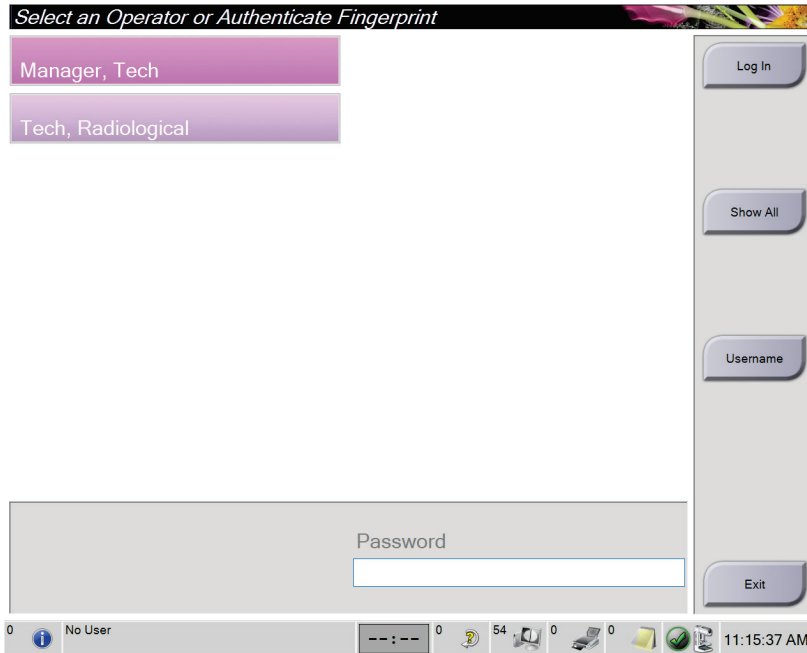 Select an Operator or Authenticate Fingerprint
Manager, Tech
Log In
Tech, Radiological
Show All
Username
Password
Exit
0
No User
--:--
0
54
0
0
11:15:37 AM